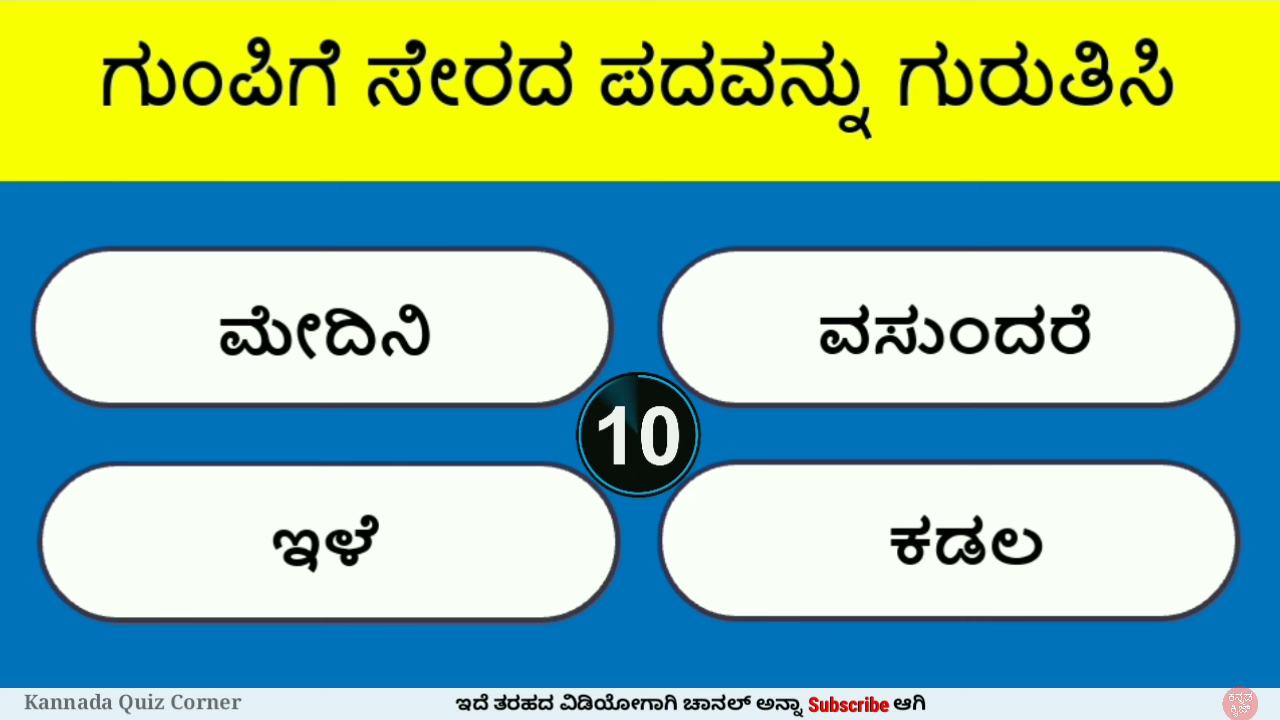 ಗುಂಪಿಗೆ ಸೇರದ ಪದವನ್ನು ಗುರುತಿಸಿ
ಮೇದಿನಿ
ವಸುಂದರೆ
10
ಇಳೆ
ಕಡಲ
Kannada Quiz Corner
ಇದೆ ತರಹದ ವಿಡಿಯೋಗಾಗಿ ಚಾನಲ್ ಅನ್ನಾ Subscribe ಆಗಿ